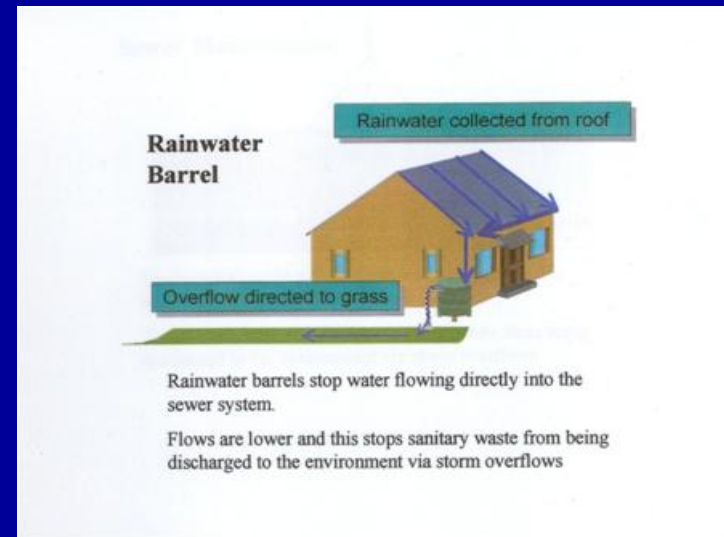 Rainwater collected from roof
Rainwater
Barrel
Overflow directed to grass
Rainwater barrels stop water flowing directly into the
sewer system.
Flows are lower and this stops sanitary waste from being
discharged to the environment via storm overflows